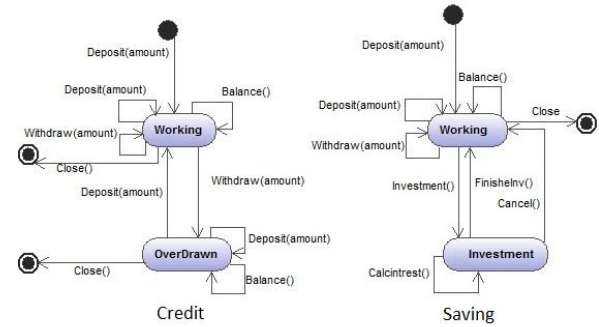 Deposit(amount)
Deposit(amount)
Balance()
Working
Withdraw(amount)
Close()
Deposit(amount)
Withdraw(amount)
OverDrawn
Deposit(amount)
Close()
Balance()
Credit
Deposit(amount)
Balance()
Deposit(amount)
Close
Working
Withdraw(amount)
Investment()
FinisheInv()
Cancel()
Investment
Calcintrest()
Saving